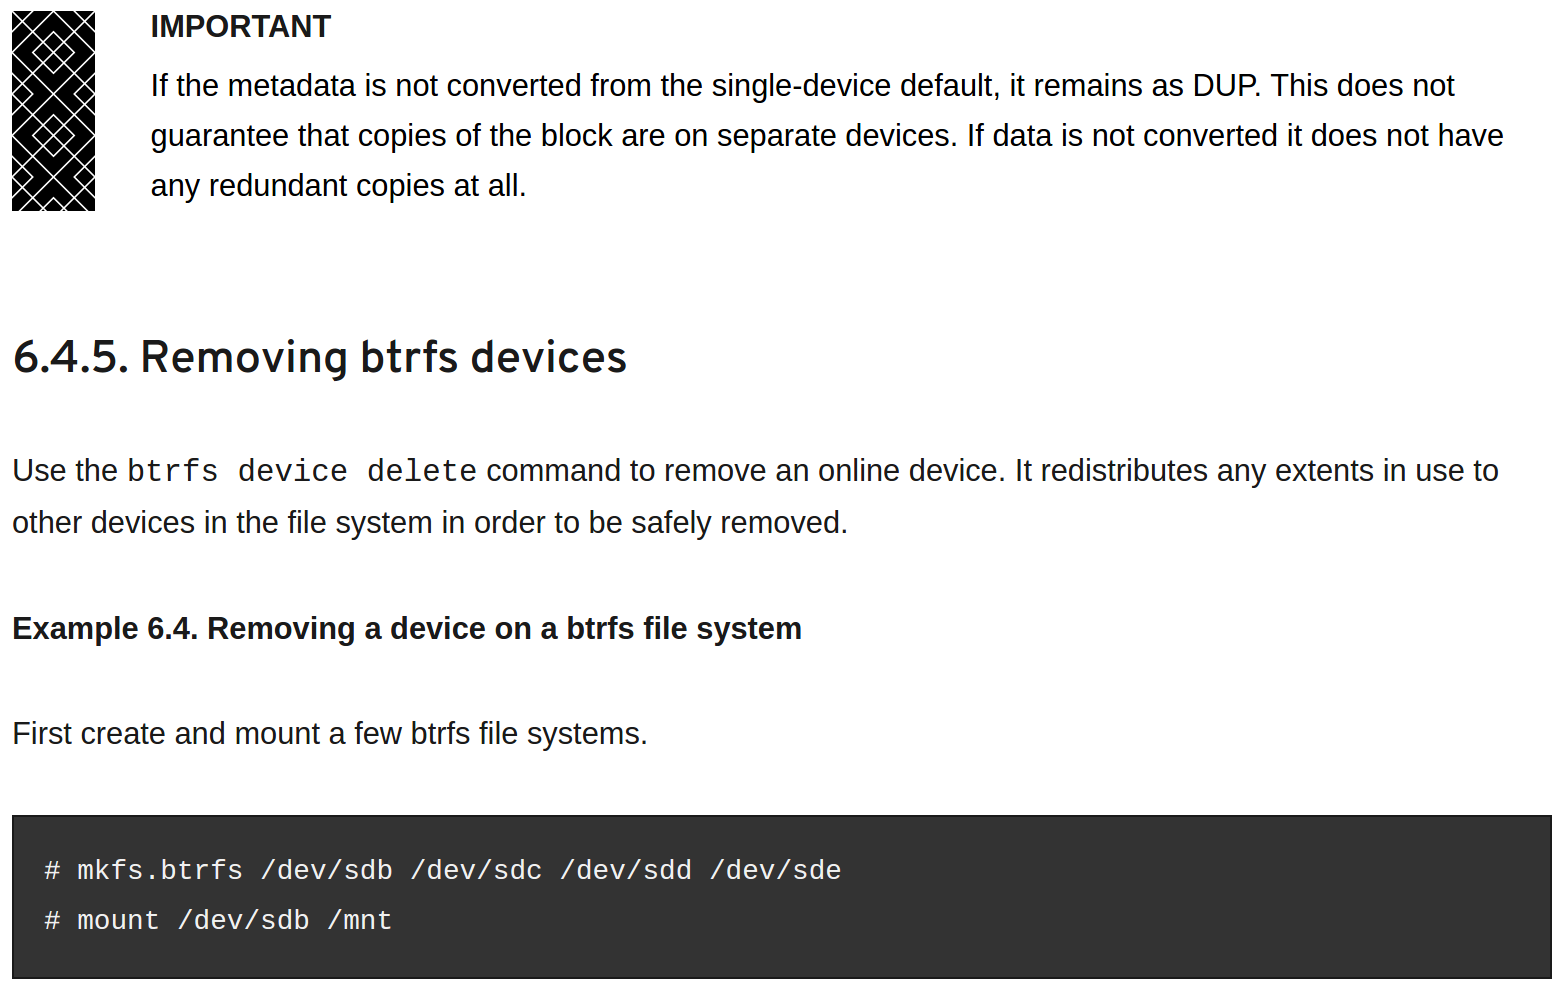 IMPORTANT
If the metadata is not converted from the single-device default, it remains as DUP. This does not
guarantee that copies of the block are on separate devices. If data is not converted it does not have
any redundant copies at all.
6.4.5. Removing btrfs devices
Use the btrfs device delete command to remove an online device. It redistributes any extents in use to
other devices in the file system in order to be safely removed.
Example 6.4. Removing a device on a btrfs file system
First create and mount a few btrfs file systems.
# mkfs.btrfs /dev/sdb /dev/sdc /dev/sdd /dev/sde
# mount /dev/sdb /mnt